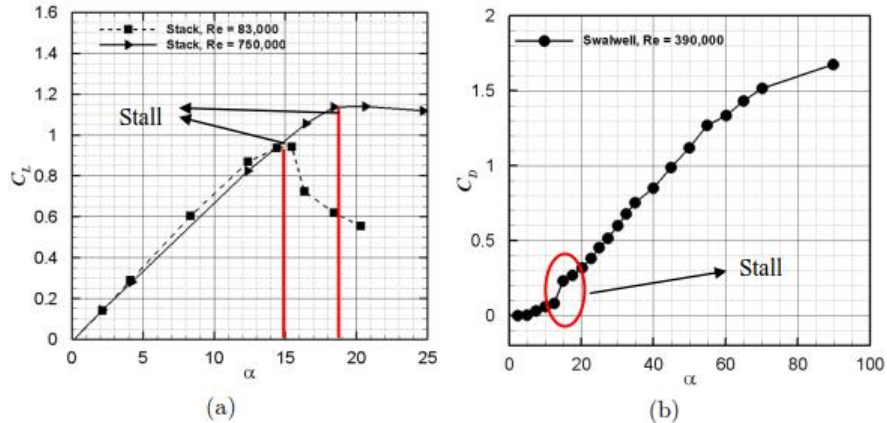 1.6
1.4
1.2
1
0.8
0.6
0.4
0.2
0
C_L
Stack, Re = 83,000
Stack, Re = 750,000
Stall
0 5 10 15 20 25
α
(a)
2
1.5
1
0.5
0
C_D
Swalwell, Re = 390,000
Stall
0 20 40 60 80 100
α
(b)